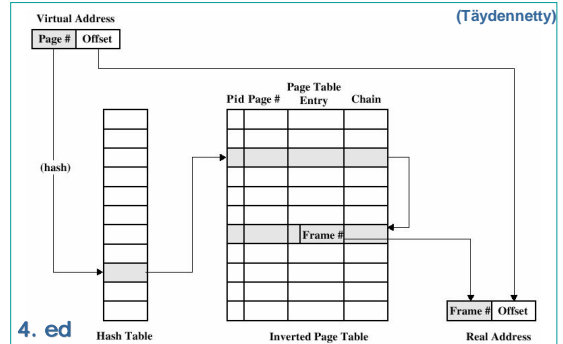 (Täydennetty)
Virtual Address
Page # Offset
Page Table
Pid Page # Entry Chain
(hash)
Frame #
Frame # Offset
4. ed
Hash Table
Inverted Page Table
Real Address